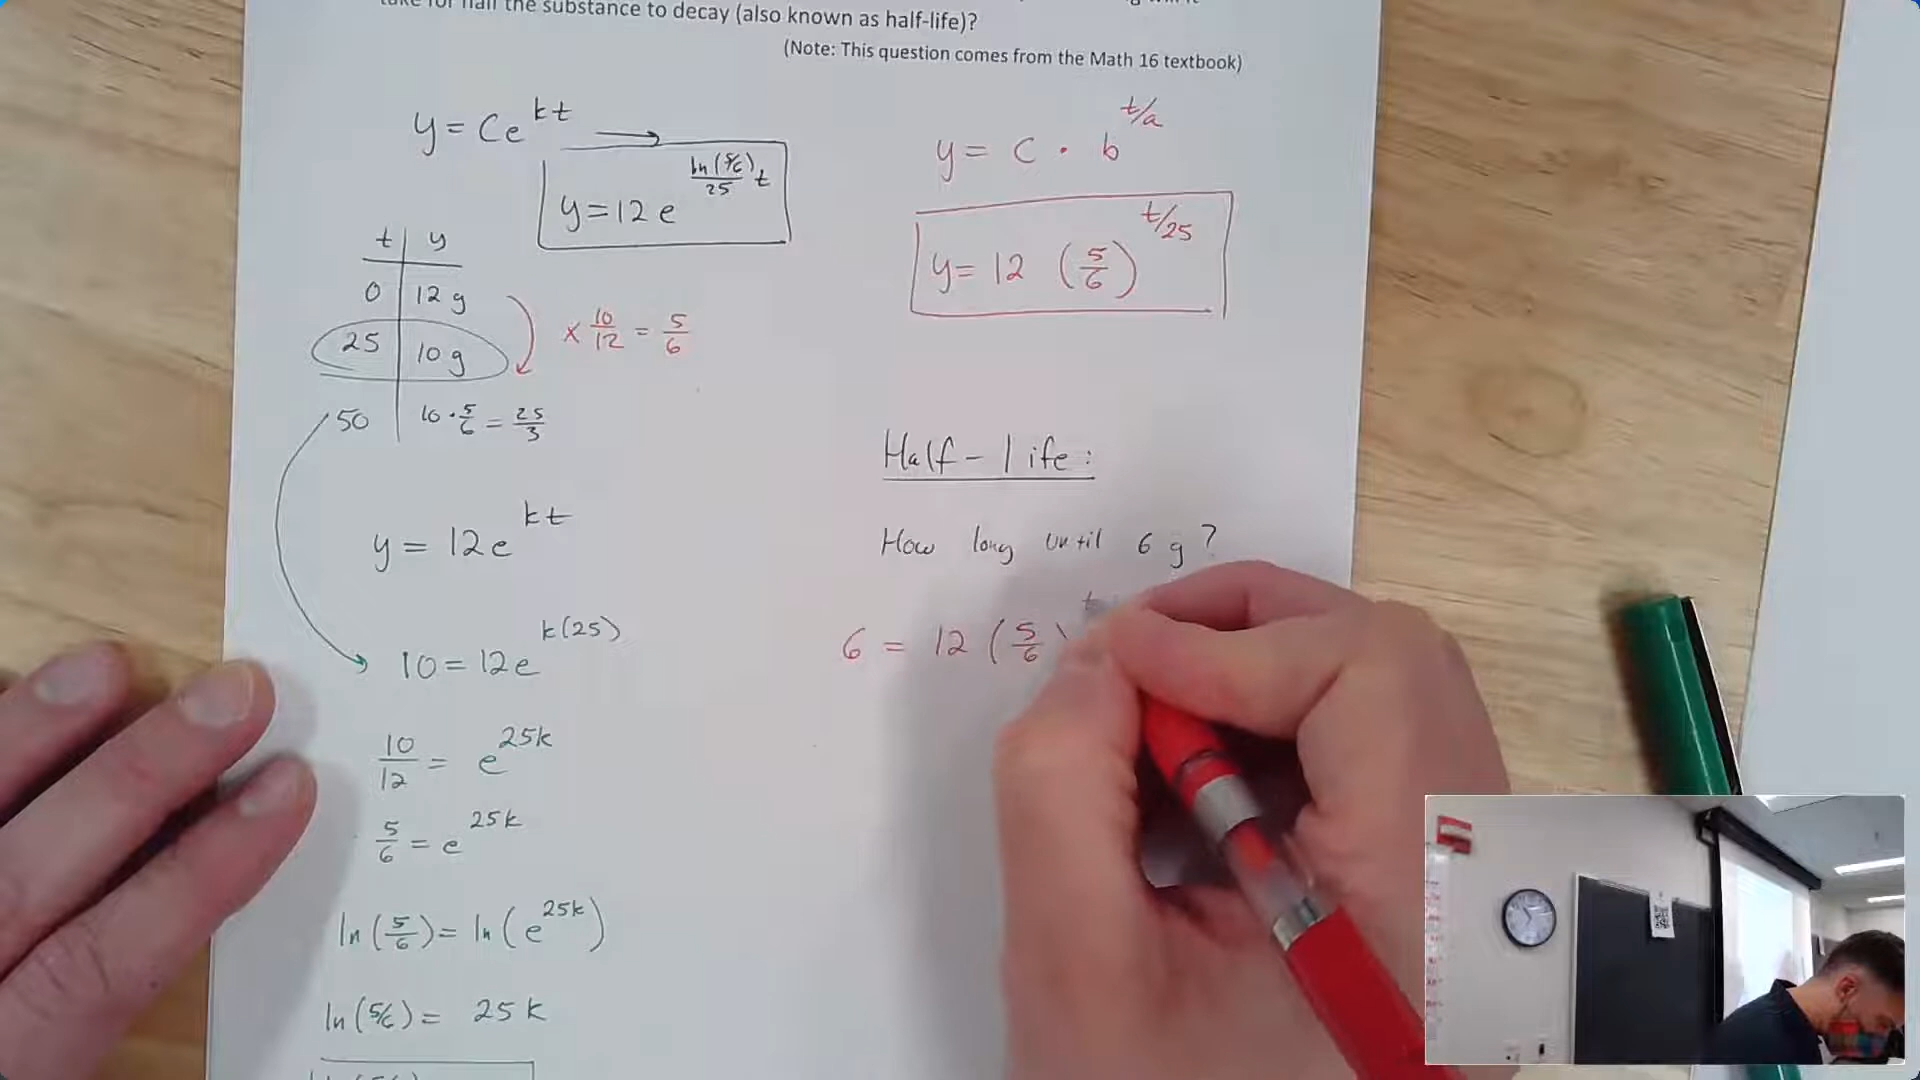 the substance to decay (also known as half-life)?
(Note: This question comes from the Math 16 textbook)
y = Ce^kt →
y = 12 e^(ln(5/6)/25 t)
t | y
0 | 12 g
25 | 10 g
50 | 10 · 5/6 = 25/3
× 10/12 = 5/6
y = 12e^kt
10 = 12e^k(25)
10/12 = e^25k
5/6 = e^25k
ln(5/6) = ln(e^25k)
ln(5/6) = 25k
y = C · b^t/a
y = 12 (5/6)^t/25
Half-life:
How long until 6 g?
6 = 12 (5/6)^t